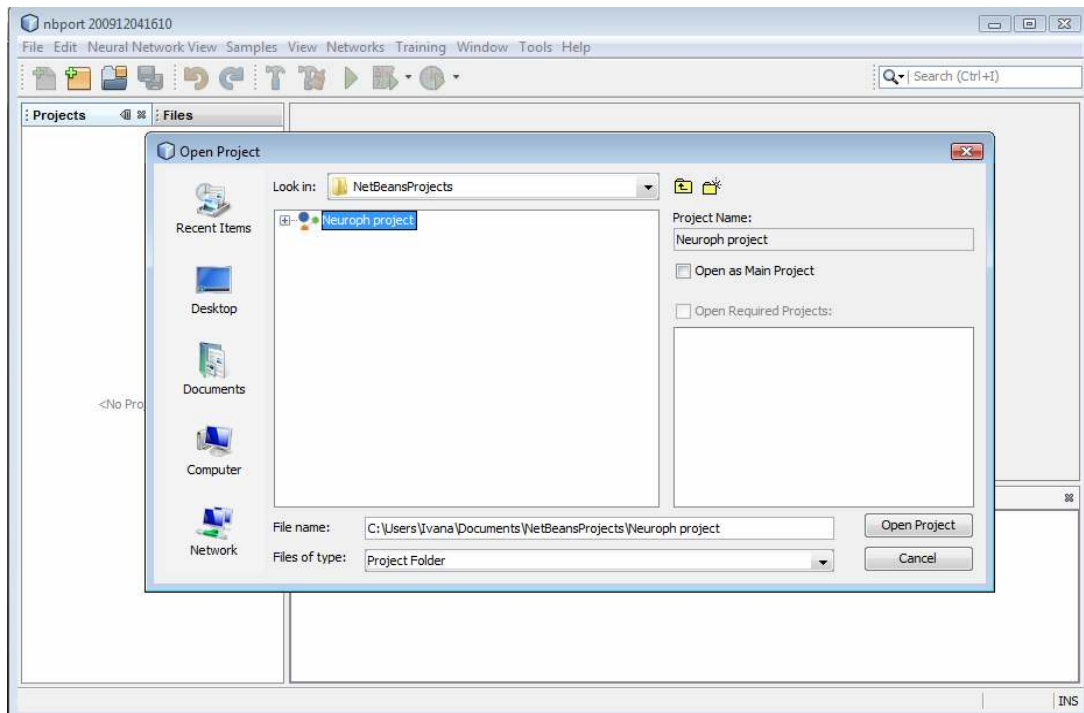 nbport 200912041610
File Edit Neural Network View Samples View Networks Training Window Tools Help
Search (Ctrl+I)
Projects Files
Open Project
Look in: NetBeansProjects
Recent Items
Neuroph project
Project Name:
Neuroph project
Open as Main Project
Desktop
Open Required Projects:
Documents
<No Pro
Computer
File name: C:\Users\Ivana\Documents\NetBeansProjects\Neuroph project Open Project
Network
Files of type: Project Folder Cancel
INS